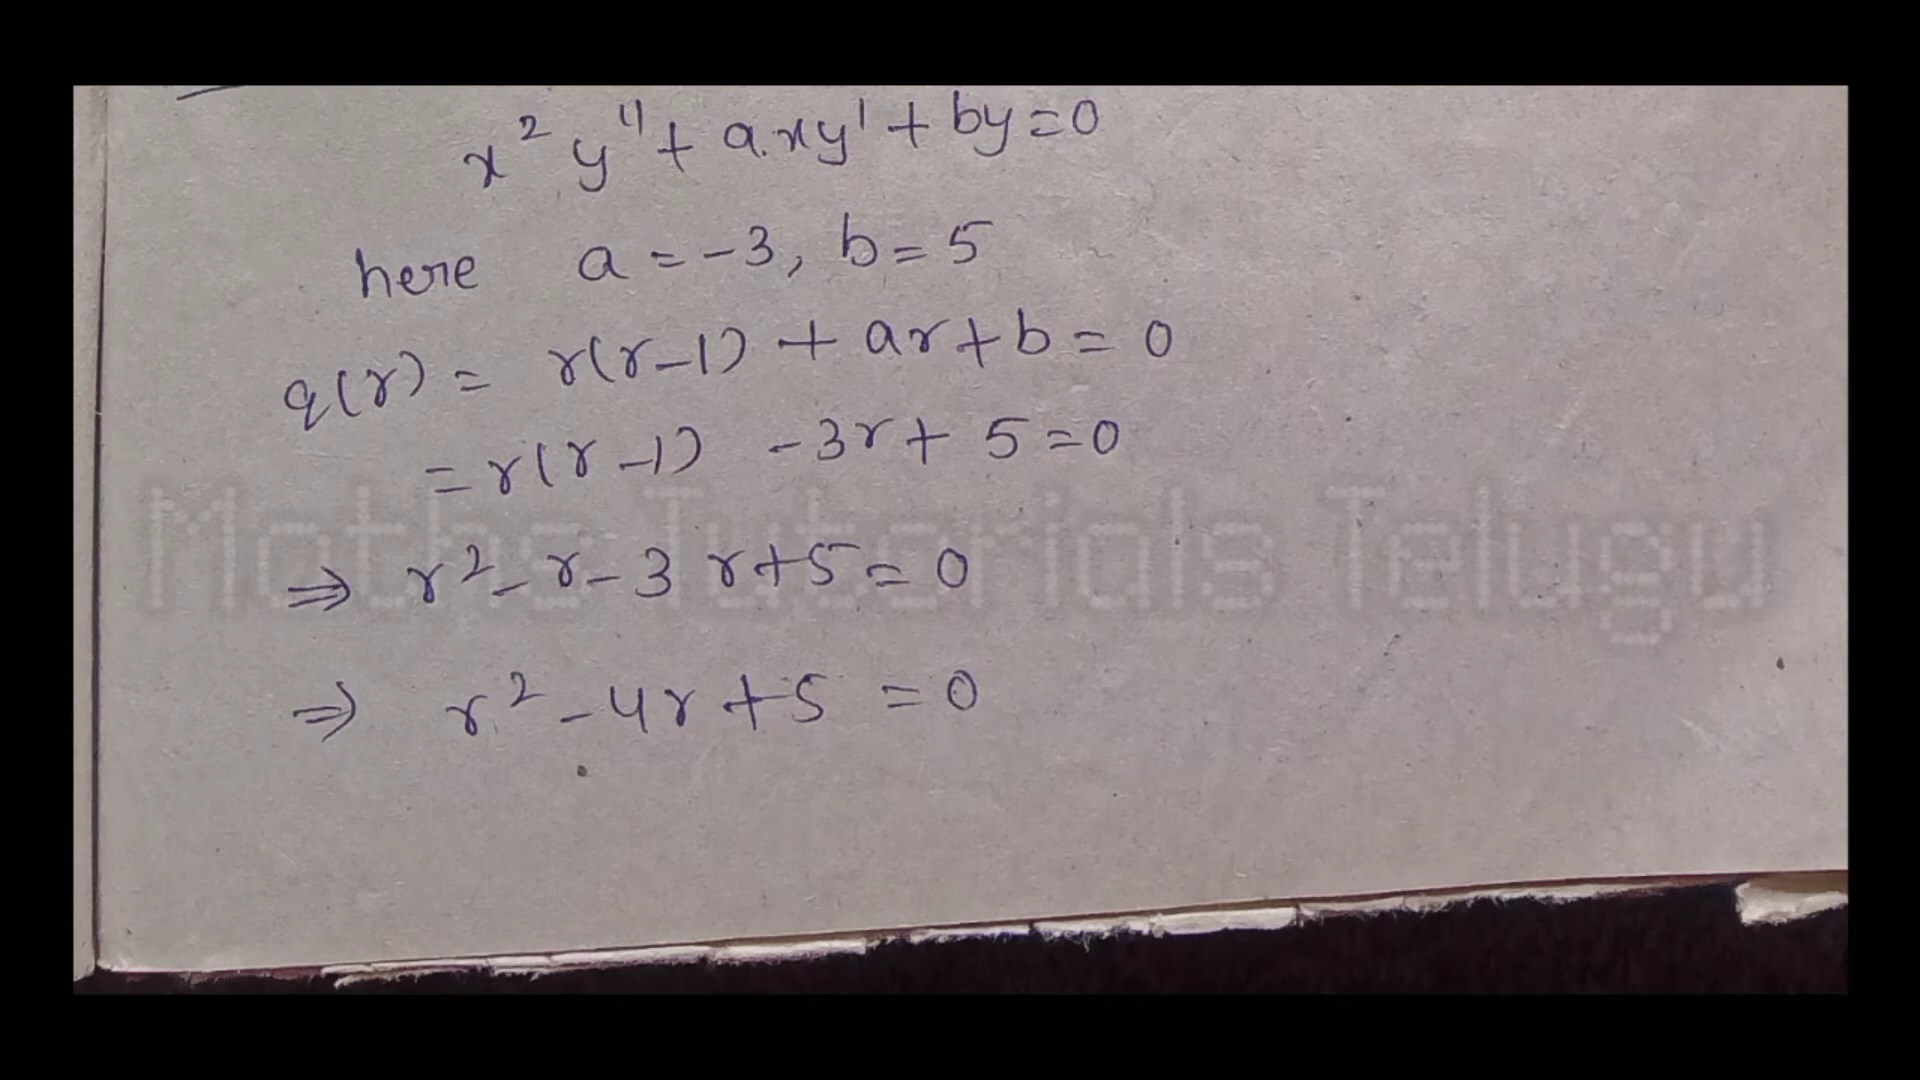 x² y'' + a.xy' + by = 0
here a = -3, b = 5
q(r) = r(r-1) + ar + b = 0
= r(r-1) -3r + 5 = 0
⇒ r² - r - 3r + 5 = 0
Maths Tutorials Telugu
⇒ r² - 4r + 5 = 0